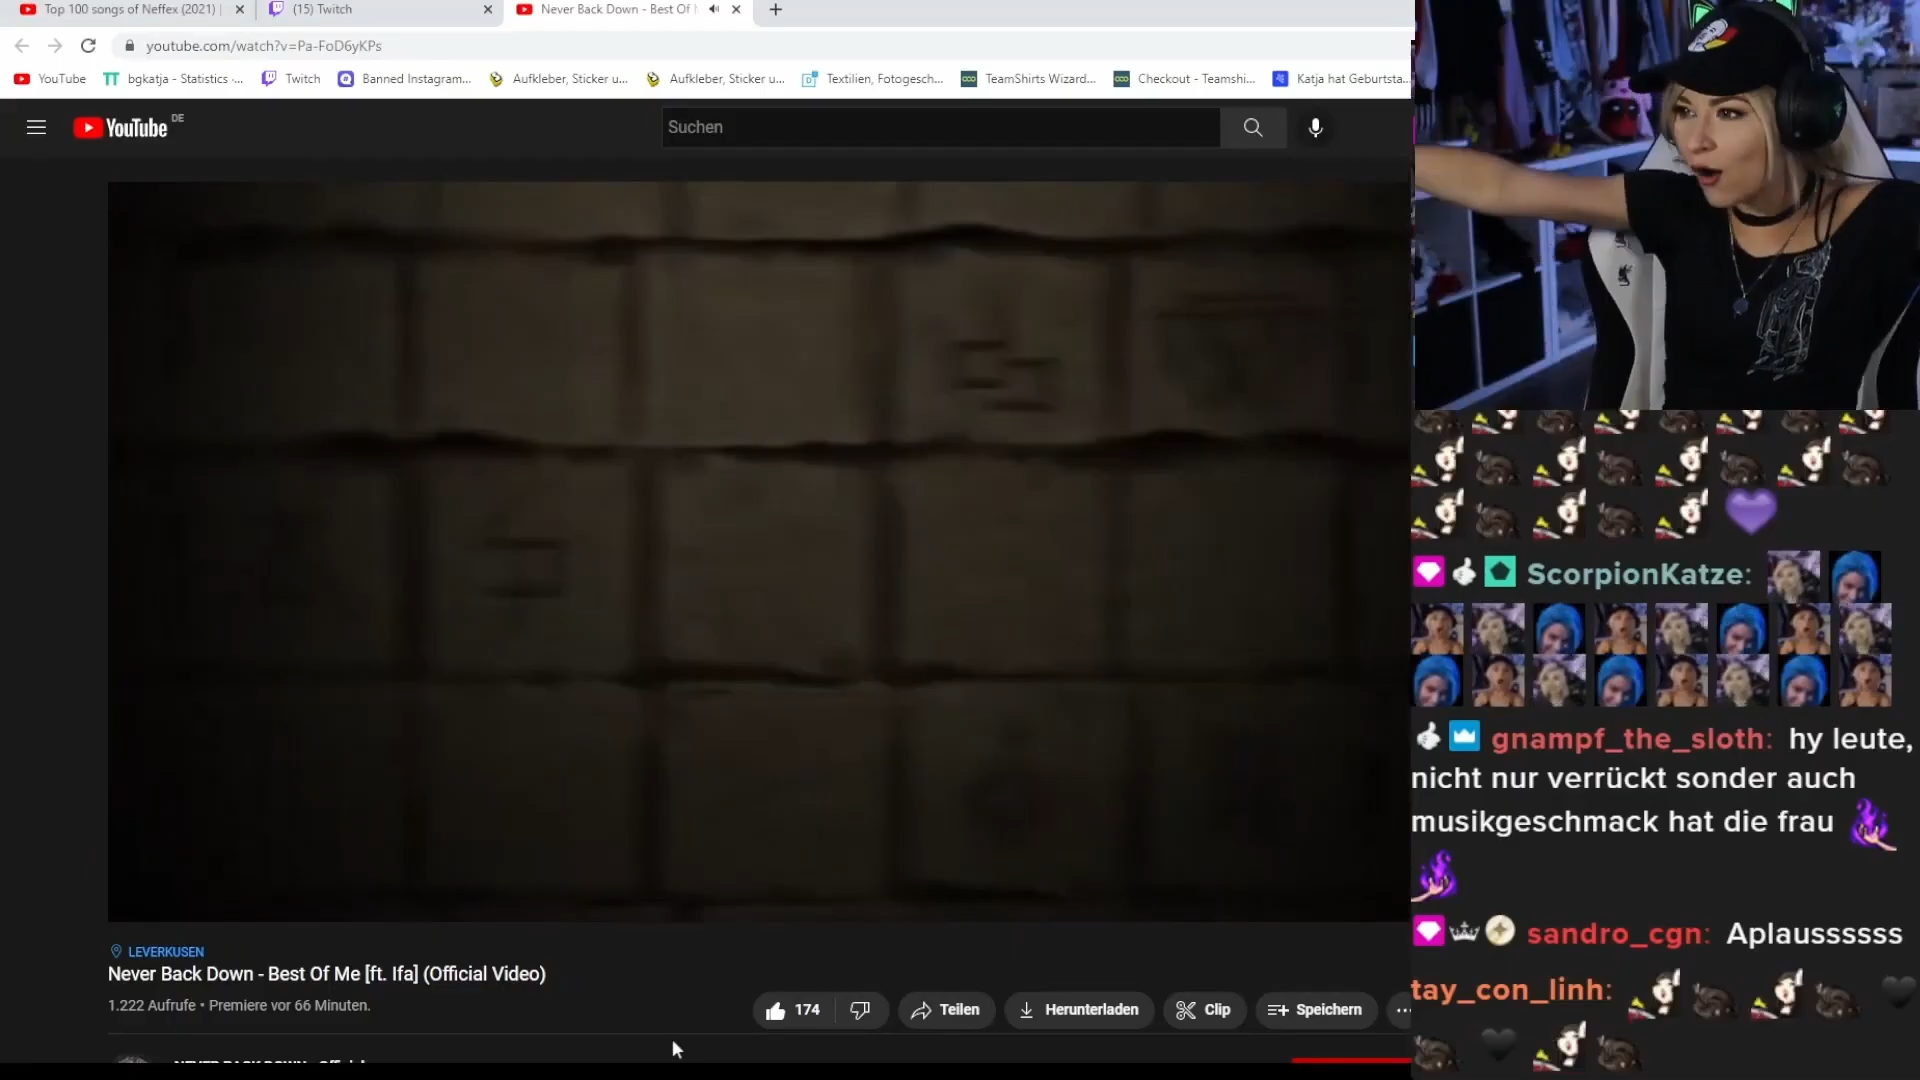 Top 100 songs of Neffex (2021) |
(15) Twitch
Never Back Down - Best Of
youtube.com/watch?v=Pa-FoD6yKPs
YouTube
bgkatja - Statistics -...
Twitch
Banned Instagram...
Aufkleber, Sticker u...
Aufkleber, Sticker u...
Textilien, Fotogesch...
TeamShirts Wizard...
Checkout - Teamshi...
Katja hat Geburtsta...
YouTube DE
Suchen
LEVERKUSEN
Never Back Down - Best Of Me [ft. Ifa] (Official Video)
1.222 Aufrufe • Premiere vor 66 Minuten.
174
Teilen
Herunterladen
Clip
Speichern
ScorpionKatze:
gnampf_the_sloth: hy leute,
nicht nur verrückt sonder auch
musikgeschmack hat die frau
sandro_cgn: Aplaussssss
tay_con_linh: